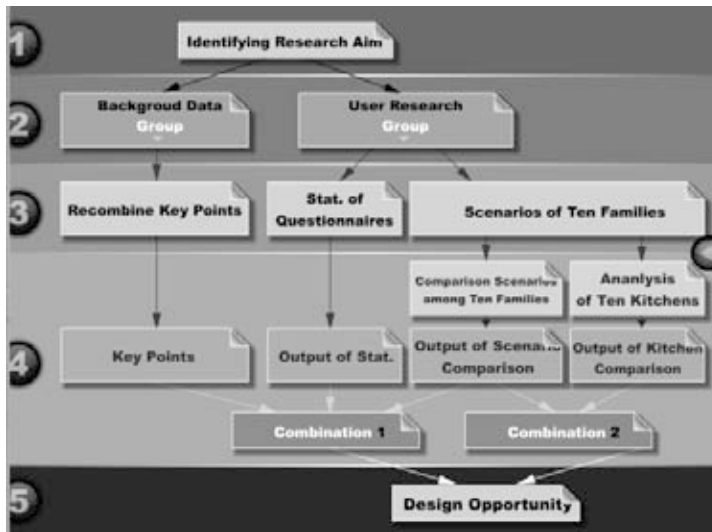 1
Identifying Research Aim
2
Backgroud Data
Group
User Research
Group
3
Recombine Key Points
Stat. of
Questionnaires
Scenarios of Ten Families
4
Comparison Scenarios
among Ten Families
Ananlysis
of Ten Kitchens
Key Points
Output of Stat.
Output of Scenario
Comparison
Output of Kitchen
Comparison
Combination 1
Combination 2
5
Design Opportunity